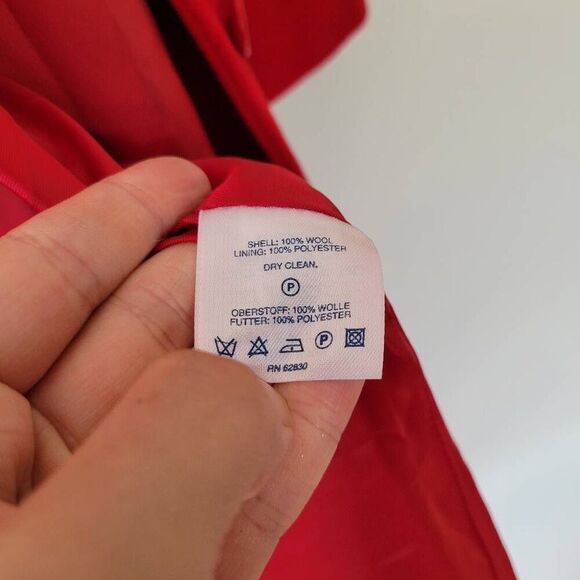 SHELL: 100% WOOL
LINING: 100% POLYESTER
DRY CLEAN.
P
OBERSTOFF: 100% WOLLE
FUTTER: 100% POLYESTER
P
RN 62830